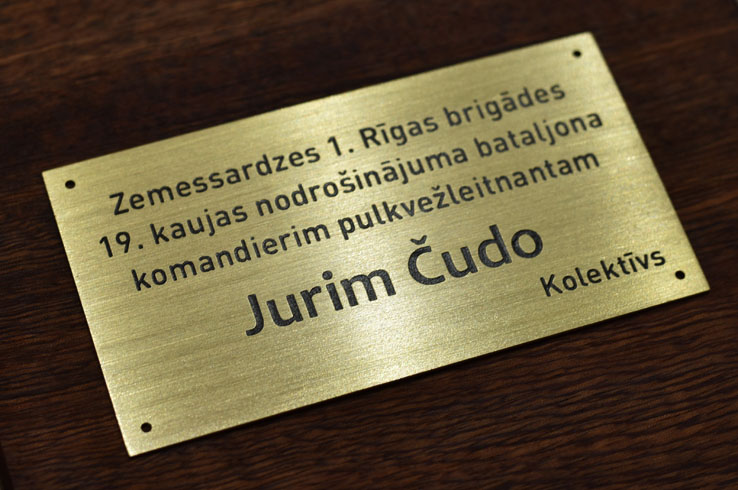 Zemessardzes 1. Rīgas brigādes
19. kaujas nodrošinājuma bataljona
komandierim pulkvežleitnantam
Jurim Čudo
Kolektīvs